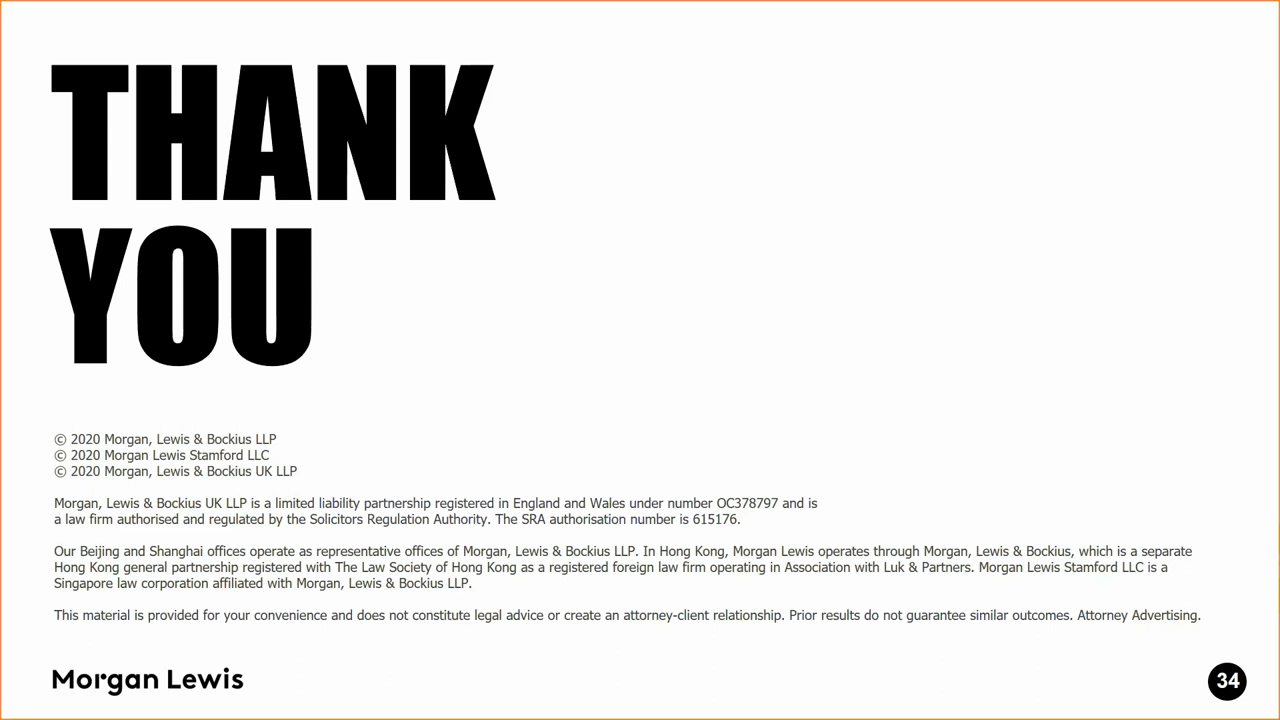 THANK
YOU
© 2020 Morgan, Lewis & Bockius LLP
© 2020 Morgan Lewis Stamford LLC
© 2020 Morgan, Lewis & Bockius UK LLP
Morgan, Lewis & Bockius UK LLP is a limited liability partnership registered in England and Wales under number OC378797 and is
a law firm authorised and regulated by the Solicitors Regulation Authority. The SRA authorisation number is 615176.
Our Beijing and Shanghai offices operate as representative offices of Morgan, Lewis & Bockius LLP. In Hong Kong, Morgan Lewis operates through Morgan, Lewis & Bockius, which is a separate
Hong Kong general partnership registered with The Law Society of Hong Kong as a registered foreign law firm operating in Association with Luk & Partners. Morgan Lewis Stamford LLC is a
Singapore law corporation affiliated with Morgan, Lewis & Bockius LLP.
This material is provided for your convenience and does not constitute legal advice or create an attorney-client relationship. Prior results do not guarantee similar outcomes. Attorney Advertising.
Morgan Lewis
34